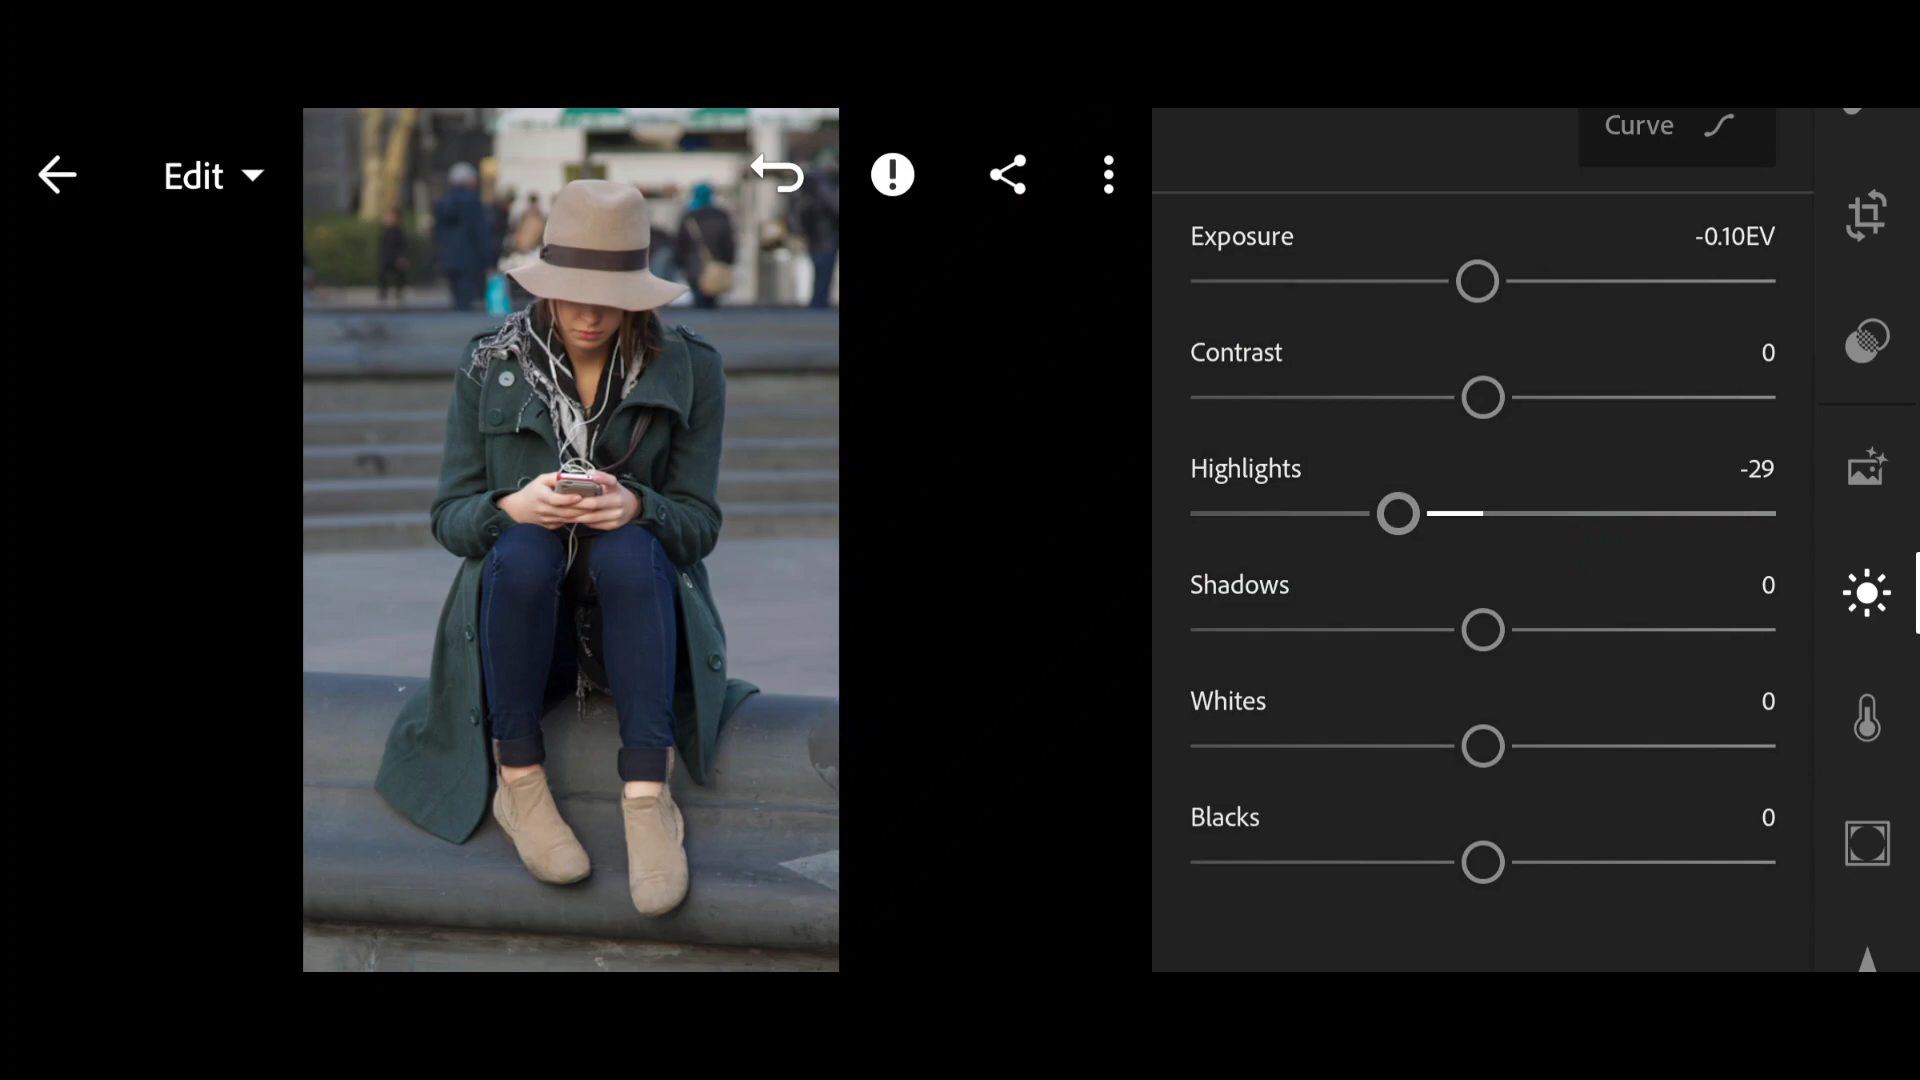 Edit
Curve
Exposure -0.10EV
Contrast 0
Highlights -29
Shadows 0
Whites 0
Blacks 0